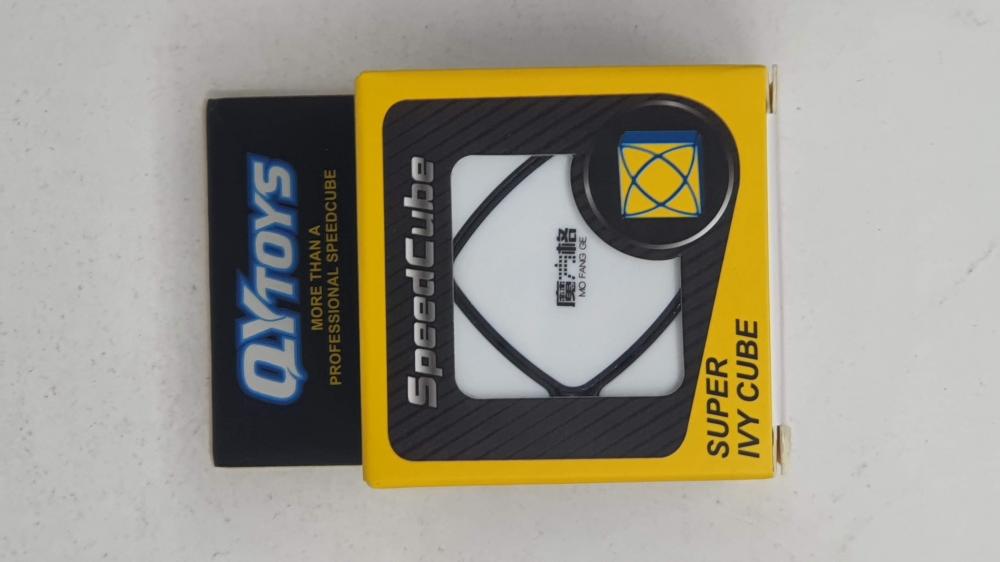 QYTOYS
MORE THAN A
PROFESSIONAL SPEEDCUBE
SpeedCube
魔方格
MO FANG GE
SUPER
IVY CUBE